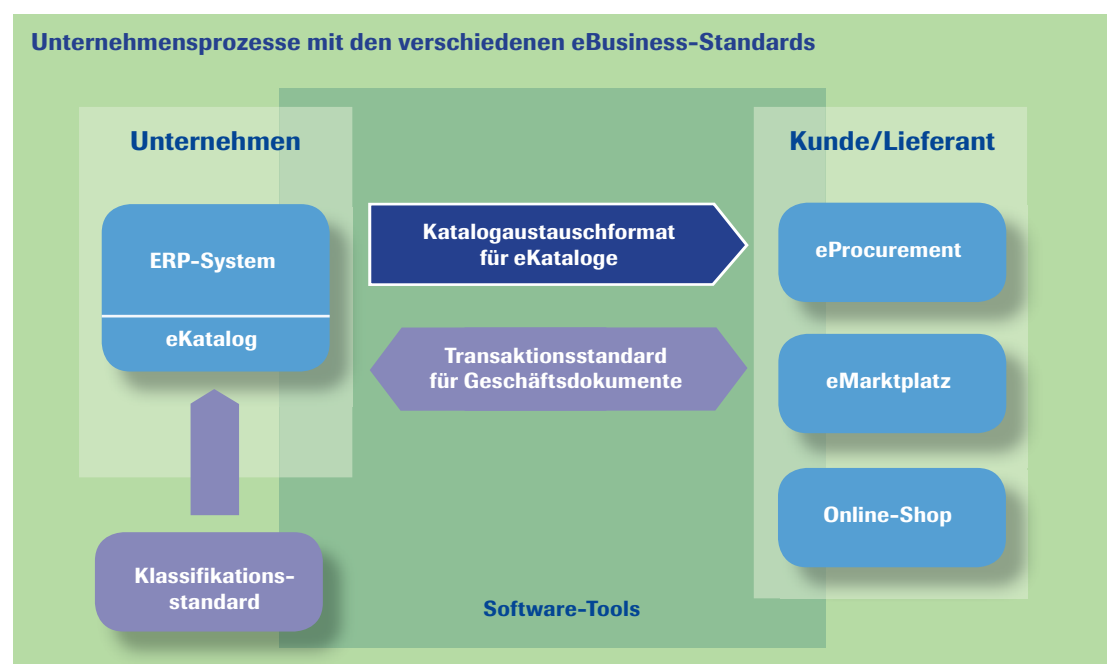 Unternehmensprozesse mit den verschiedenen eBusiness-Standards
Unternehmen
ERP-System
eKatalog
Klassifikations-
standard
Katalogaustauschformat
für eKataloge
Transaktionsstandard
für Geschäftsdokumente
Software-Tools
Kunde/Lieferant
eProcurement
eMarktplatz
Online-Shop